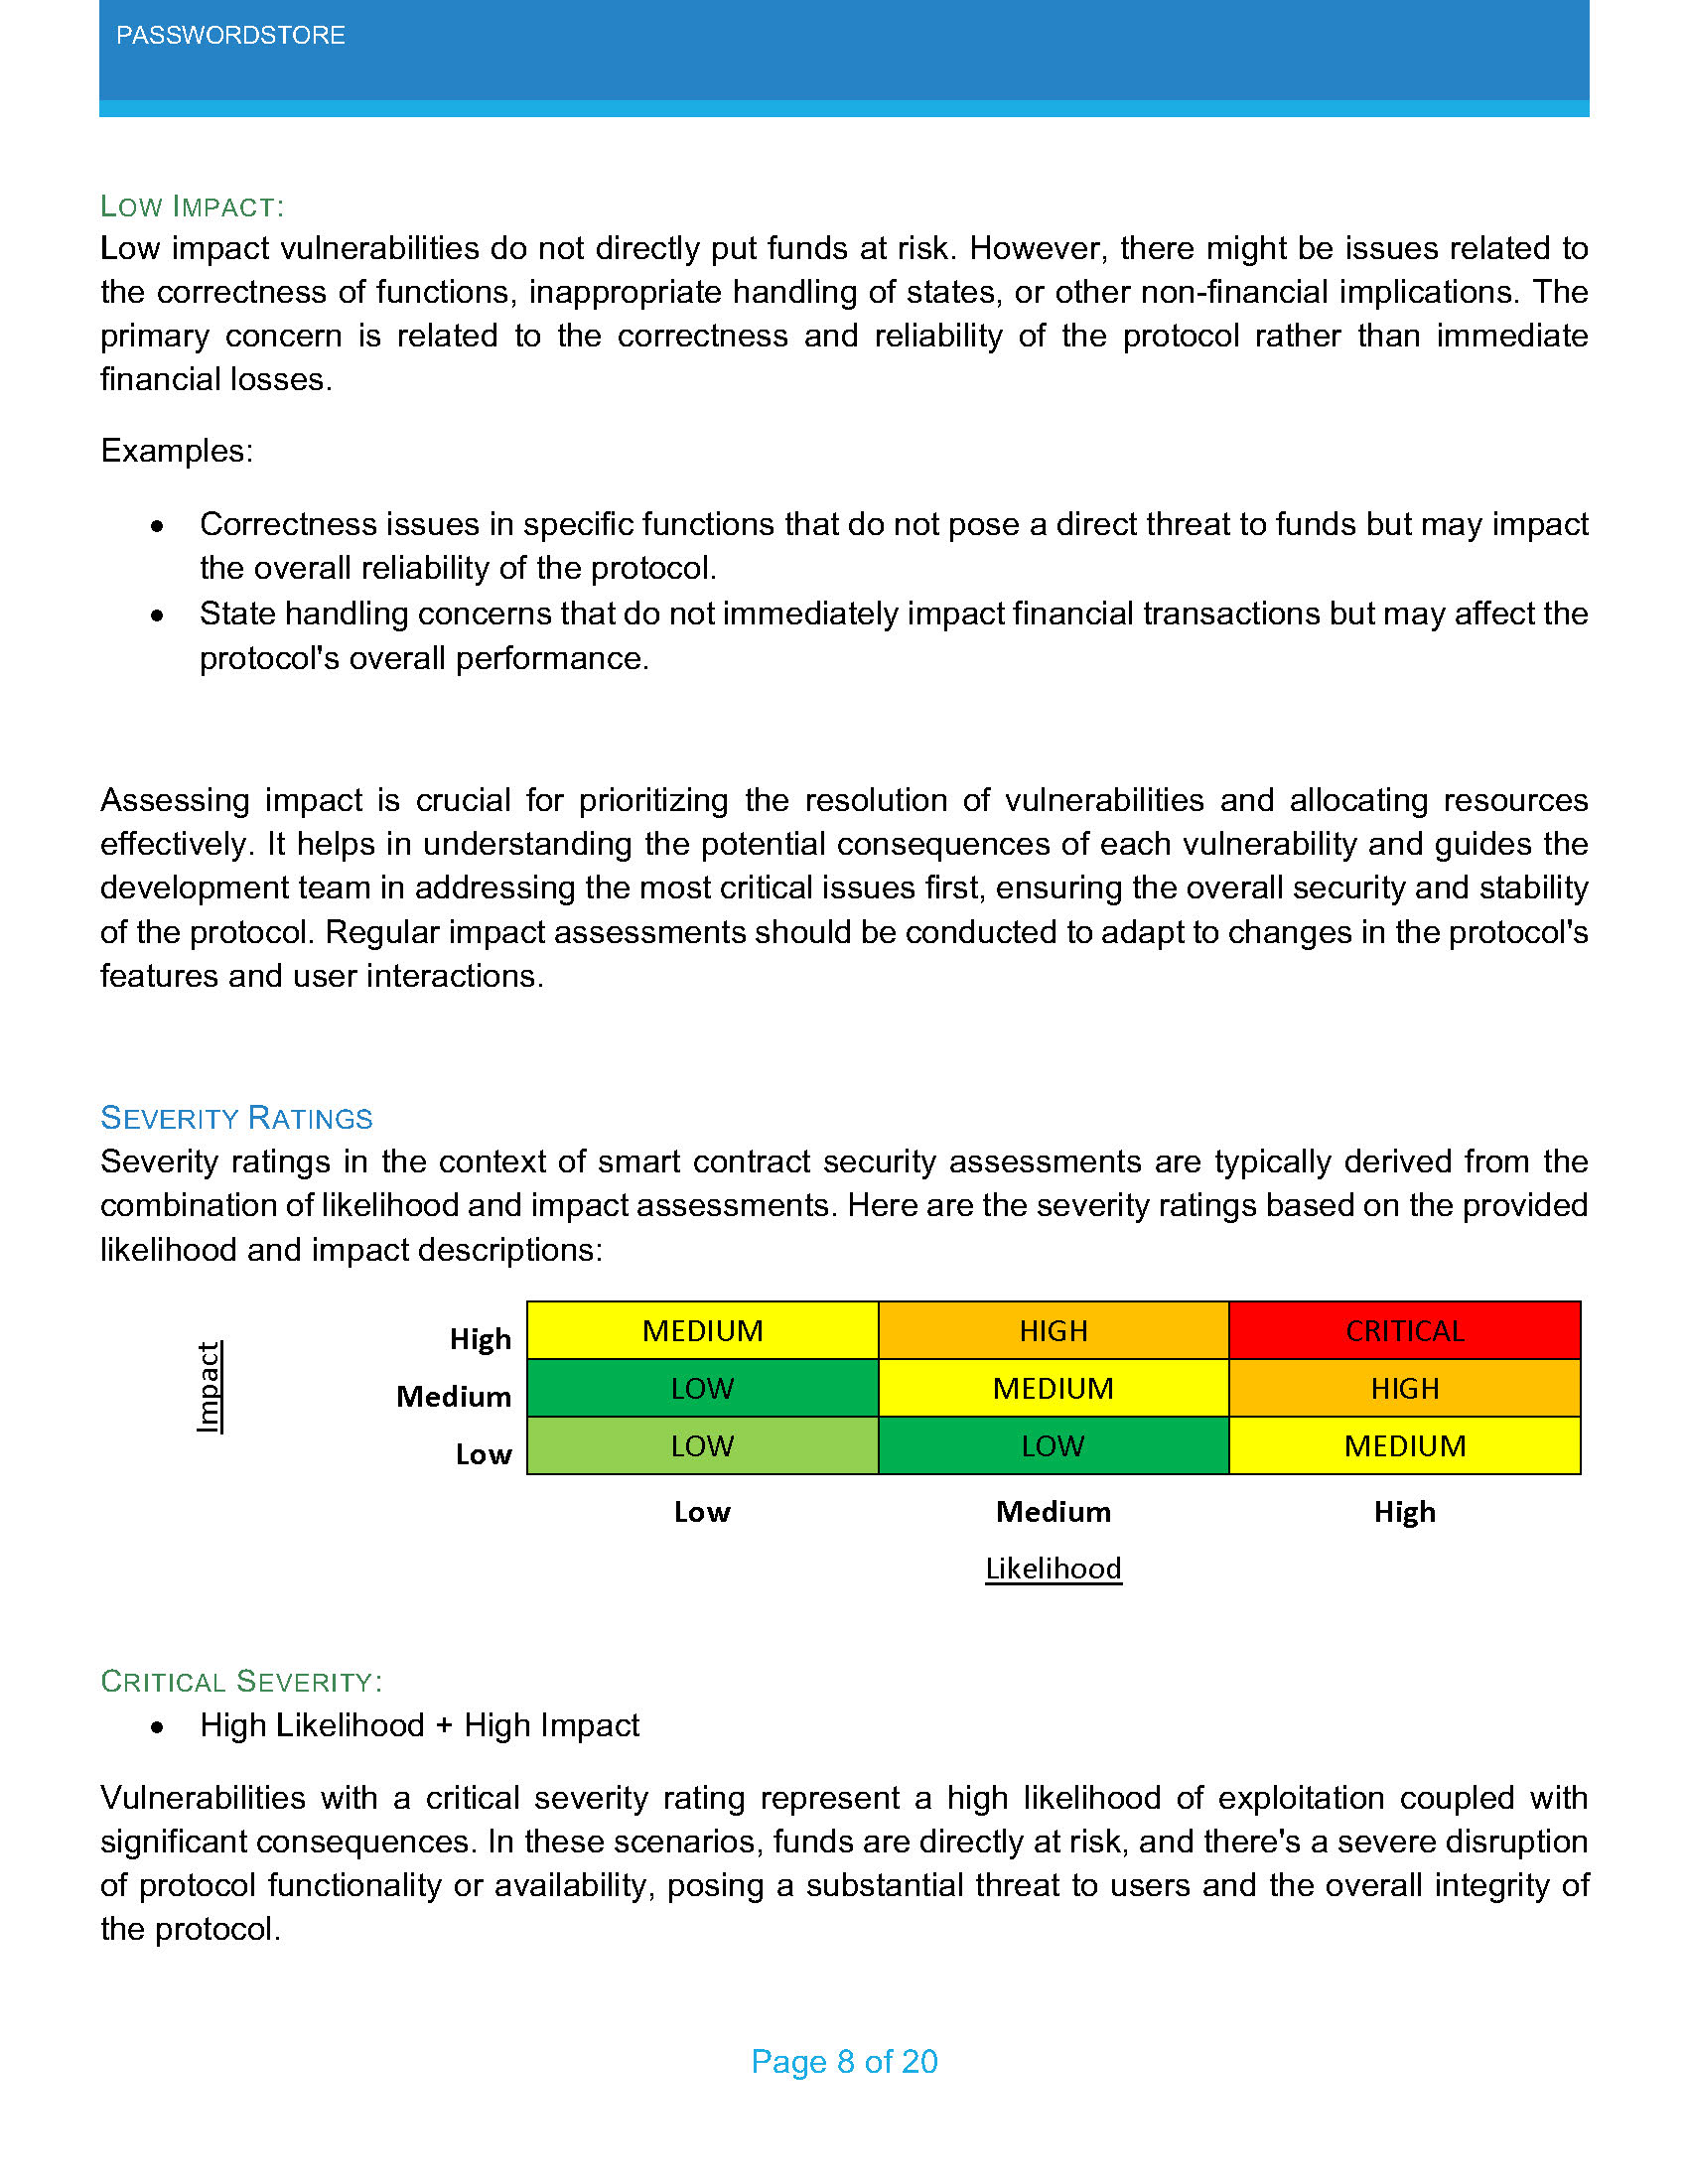 PASSWORDSTORE
LOW IMPACT:
Low impact vulnerabilities do not directly put funds at risk. However, there might be issues related to
the correctness of functions, inappropriate handling of states, or other non-financial implications. The
primary concern is related to the correctness and reliability of the protocol rather than immediate
financial losses.
Examples:
• Correctness issues in specific functions that do not pose a direct threat to funds but may impact
the overall reliability of the protocol.
• State handling concerns that do not immediately impact financial transactions but may affect the
protocol's overall performance.
Assessing impact is crucial for prioritizing the resolution of vulnerabilities and allocating resources
effectively. It helps in understanding the potential consequences of each vulnerability and guides the
development team in addressing the most critical issues first, ensuring the overall security and stability
of the protocol. Regular impact assessments should be conducted to adapt to changes in the protocol's
features and user interactions.
SEVERITY RATINGS
Severity ratings in the context of smart contract security assessments are typically derived from the
combination of likelihood and impact assessments. Here are the severity ratings based on the provided
likelihood and impact descriptions:
Impact
High MEDIUM HIGH CRITICAL
Medium LOW MEDIUM HIGH
Low LOW LOW MEDIUM
Low Medium High
Likelihood
CRITICAL SEVERITY:
• High Likelihood + High Impact
Vulnerabilities with a critical severity rating represent a high likelihood of exploitation coupled with
significant consequences. In these scenarios, funds are directly at risk, and there's a severe disruption
of protocol functionality or availability, posing a substantial threat to users and the overall integrity of
the protocol.
Page 8 of 20